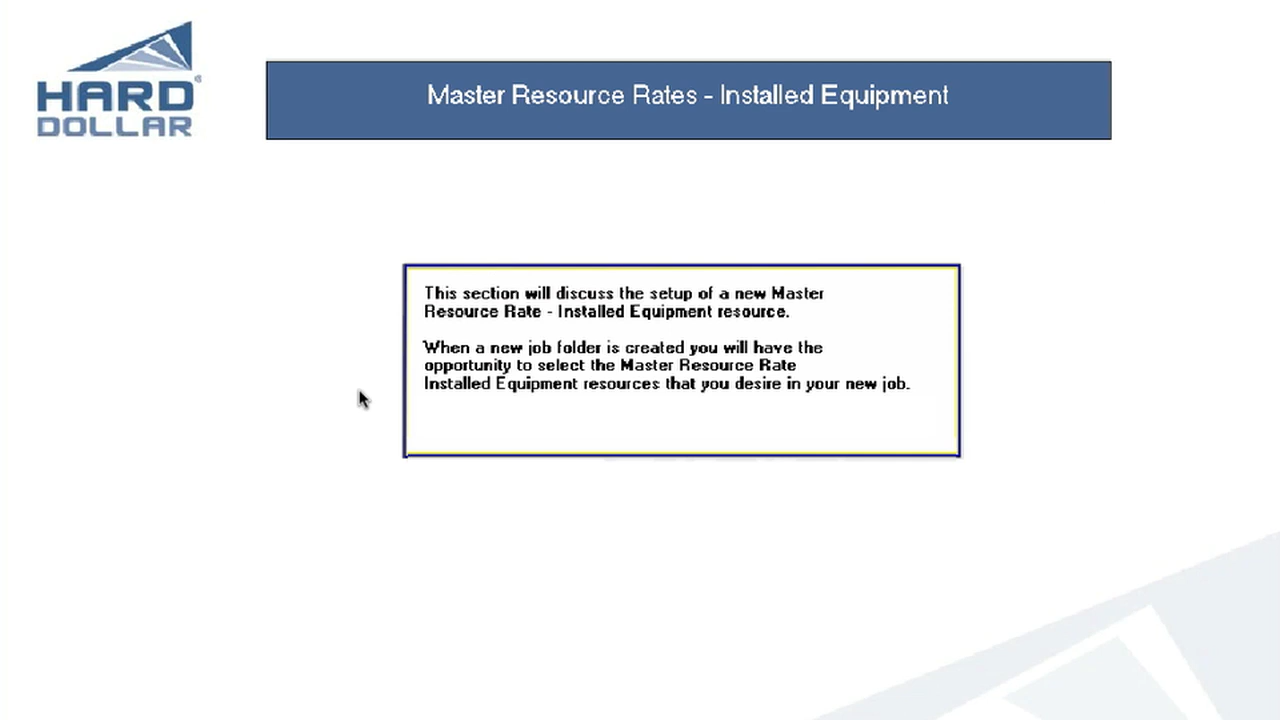 HARD
DOLLAR®
Master Resource Rates - Installed Equipment
This section will discuss the setup of a new Master
Resource Rate - Installed Equipment resource.
When a new job folder is created you will have the
opportunity to select the Master Resource Rate
Installed Equipment resources that you desire in your new job.